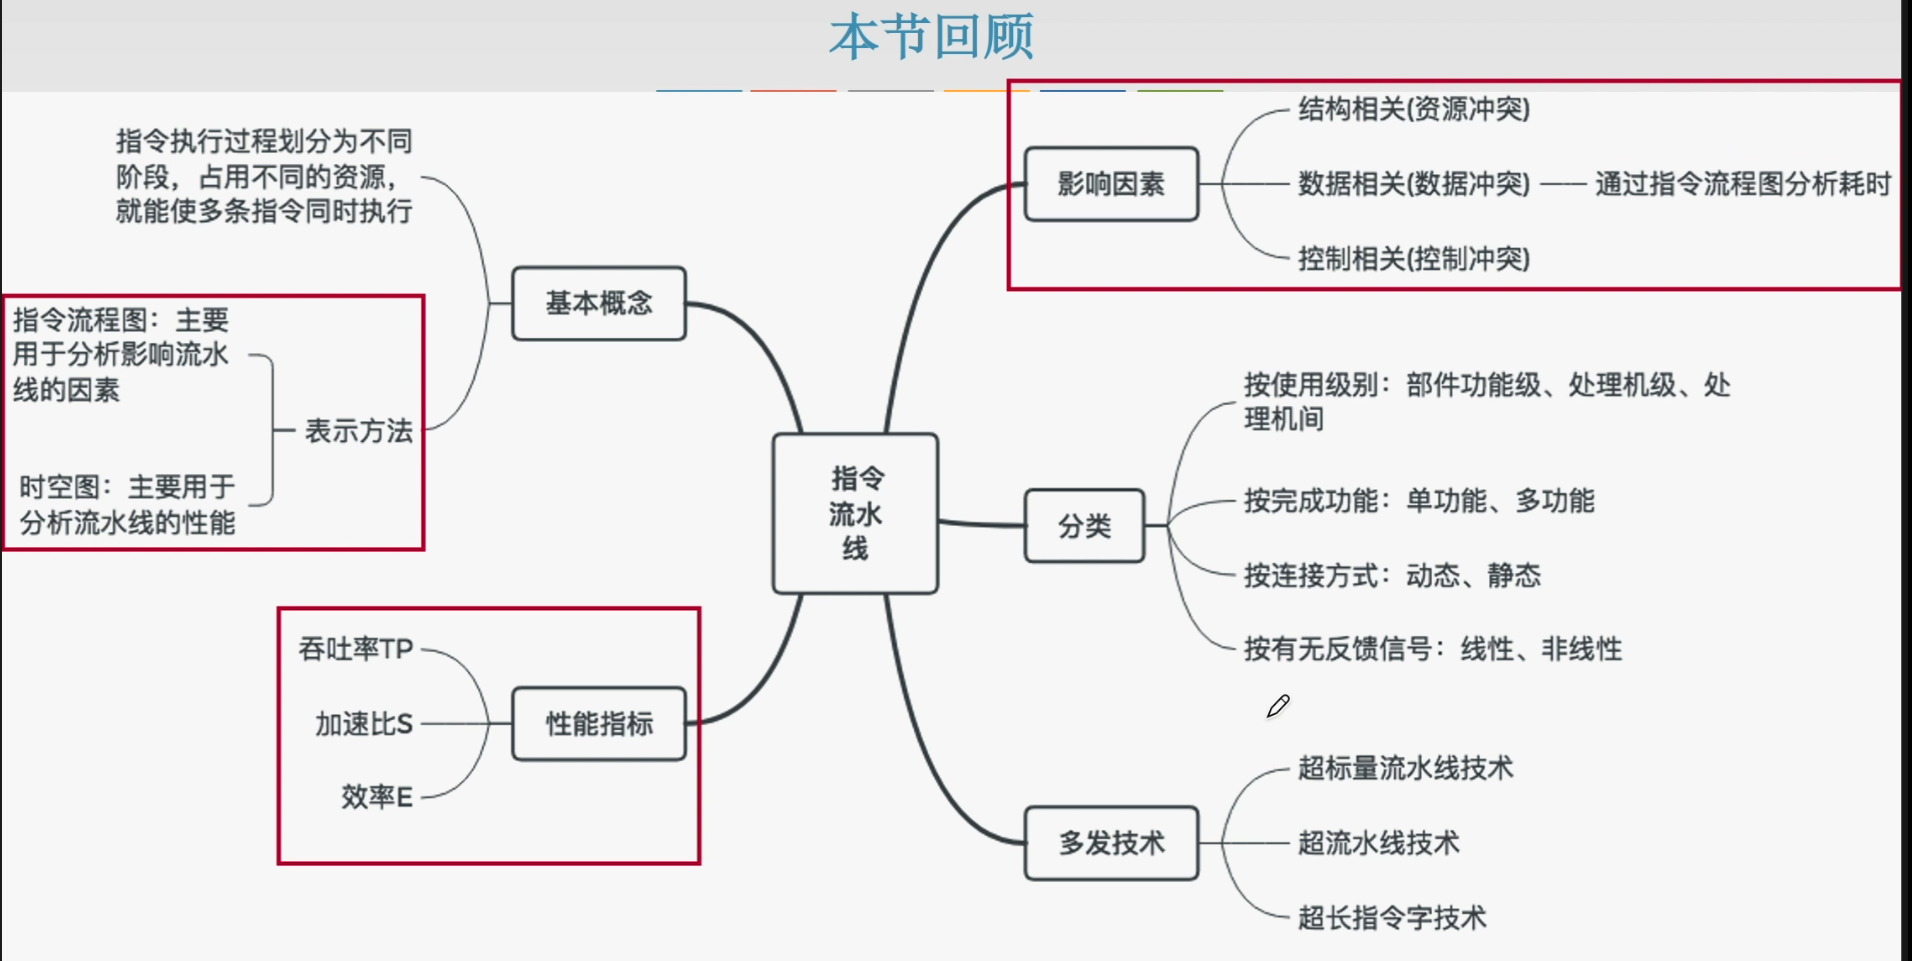 本节回顾
指令执行过程划分为不同
阶段，占用不同的资源，
就能使多条指令同时执行
基本概念
指令流程图：主要
用于分析影响流水
线的因素
表示方法
时空图：主要用于
分析流水线的性能
吞吐率TP
加速比S
效率E
性能指标
指令
流水
线
影响因素
结构相关(资源冲突)
数据相关(数据冲突)
通过指令流程图分析耗时
控制相关(控制冲突)
分类
按使用级别：部件功能级、处理机级、处
理机间
按完成功能：单功能、多功能
按连接方式：动态、静态
按有无反馈信号：线性、非线性
多发技术
超标量流水线技术
超流水线技术
超长指令字技术